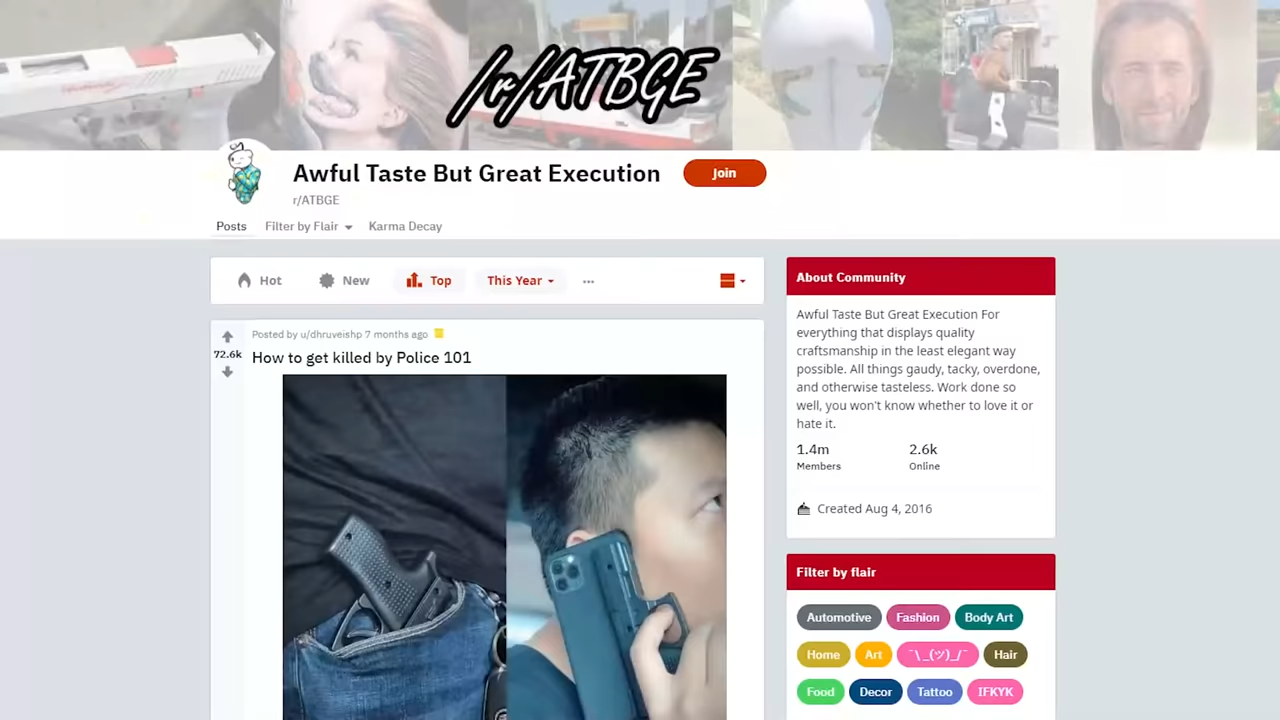 /r/ATBGE
Awful Taste But Great Execution
Join
r/ATBGE
Posts
Filter by Flair
Karma Decay
Hot
New
Top
This Year
...
Posted by u/dhruveishp 7 months ago
72.6k
How to get killed by Police 101
About Community
Awful Taste But Great Execution For
everything that displays quality
craftsmanship in the least elegant way
possible. All things gaudy, tacky, overdone,
and otherwise tasteless. Work done so
well, you won't know whether to love it or
hate it.
1.4m
2.6k
Members
Online
Created Aug 4, 2016
Filter by flair
Automotive
Fashion
Body Art
Home
Art
¯\_(ツ)_/¯
Hair
Food
Decor
Tattoo
IFKYK